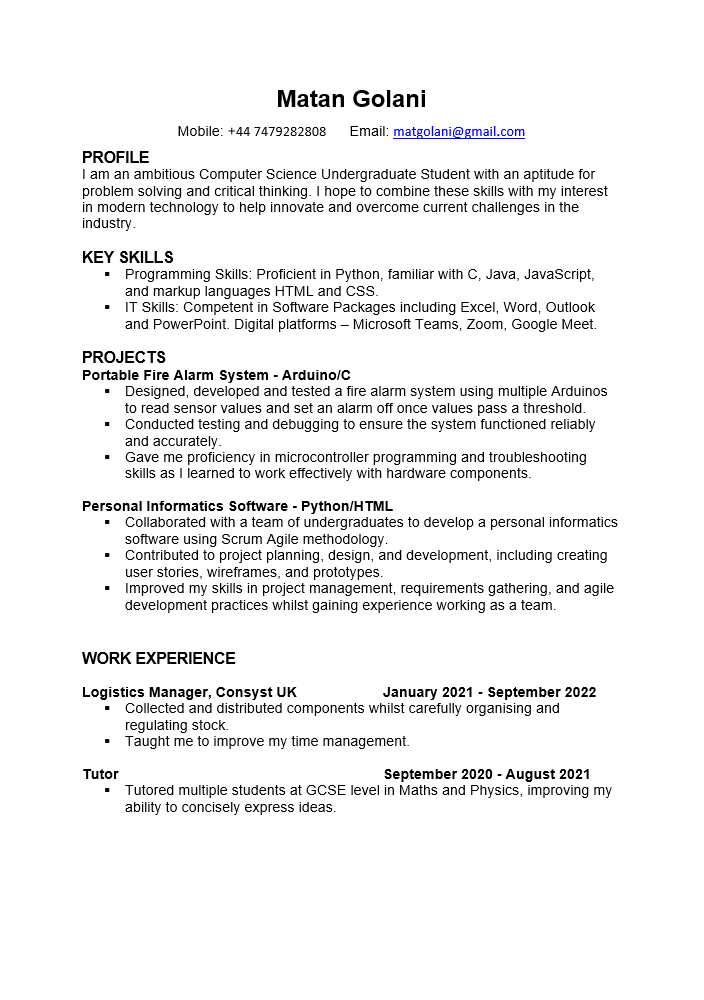 Matan Golani
Mobile: +44 7479282808 Email: matgolani@gmail.com
PROFILE
I am an ambitious Computer Science Undergraduate Student with an aptitude for
problem solving and critical thinking. I hope to combine these skills with my interest
in modern technology to help innovate and overcome current challenges in the
industry.
KEY SKILLS
▪ Programming Skills: Proficient in Python, familiar with C, Java, JavaScript,
and markup languages HTML and CSS.
▪ IT Skills: Competent in Software Packages including Excel, Word, Outlook
and PowerPoint. Digital platforms – Microsoft Teams, Zoom, Google Meet.
PROJECTS
Portable Fire Alarm System - Arduino/C
▪ Designed, developed and tested a fire alarm system using multiple Arduinos
to read sensor values and set an alarm off once values pass a threshold.
▪ Conducted testing and debugging to ensure the system functioned reliably
and accurately.
▪ Gave me proficiency in microcontroller programming and troubleshooting
skills as I learned to work effectively with hardware components.
Personal Informatics Software - Python/HTML
▪ Collaborated with a team of undergraduates to develop a personal informatics
software using Scrum Agile methodology.
▪ Contributed to project planning, design, and development, including creating
user stories, wireframes, and prototypes.
▪ Improved my skills in project management, requirements gathering, and agile
development practices whilst gaining experience working as a team.
WORK EXPERIENCE
Logistics Manager, Consyst UK January 2021 - September 2022
▪ Collected and distributed components whilst carefully organising and
regulating stock.
▪ Taught me to improve my time management.
Tutor September 2020 - August 2021
▪ Tutored multiple students at GCSE level in Maths and Physics, improving my
ability to concisely express ideas.